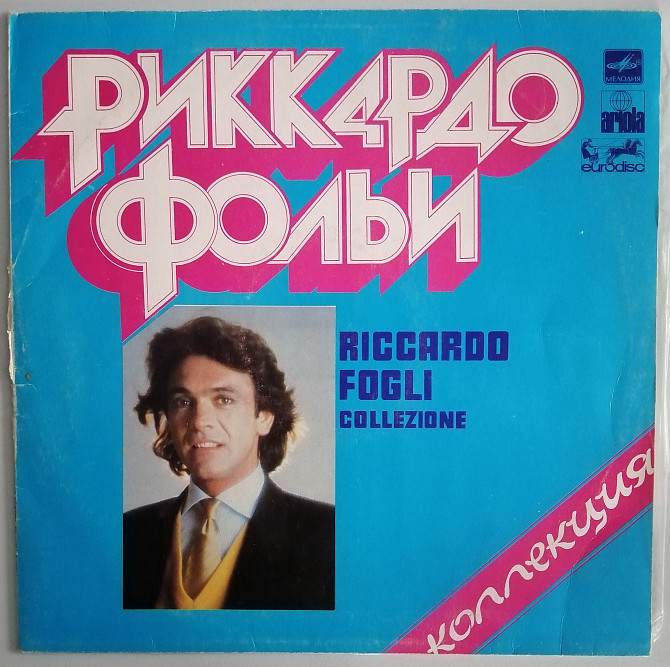 РИККАРДО
МЕЛОДИЯ
ariola
eurodisc
ФОЛЬИ
RICCARDO
FOGLI
COLLEZIONE
коллекция